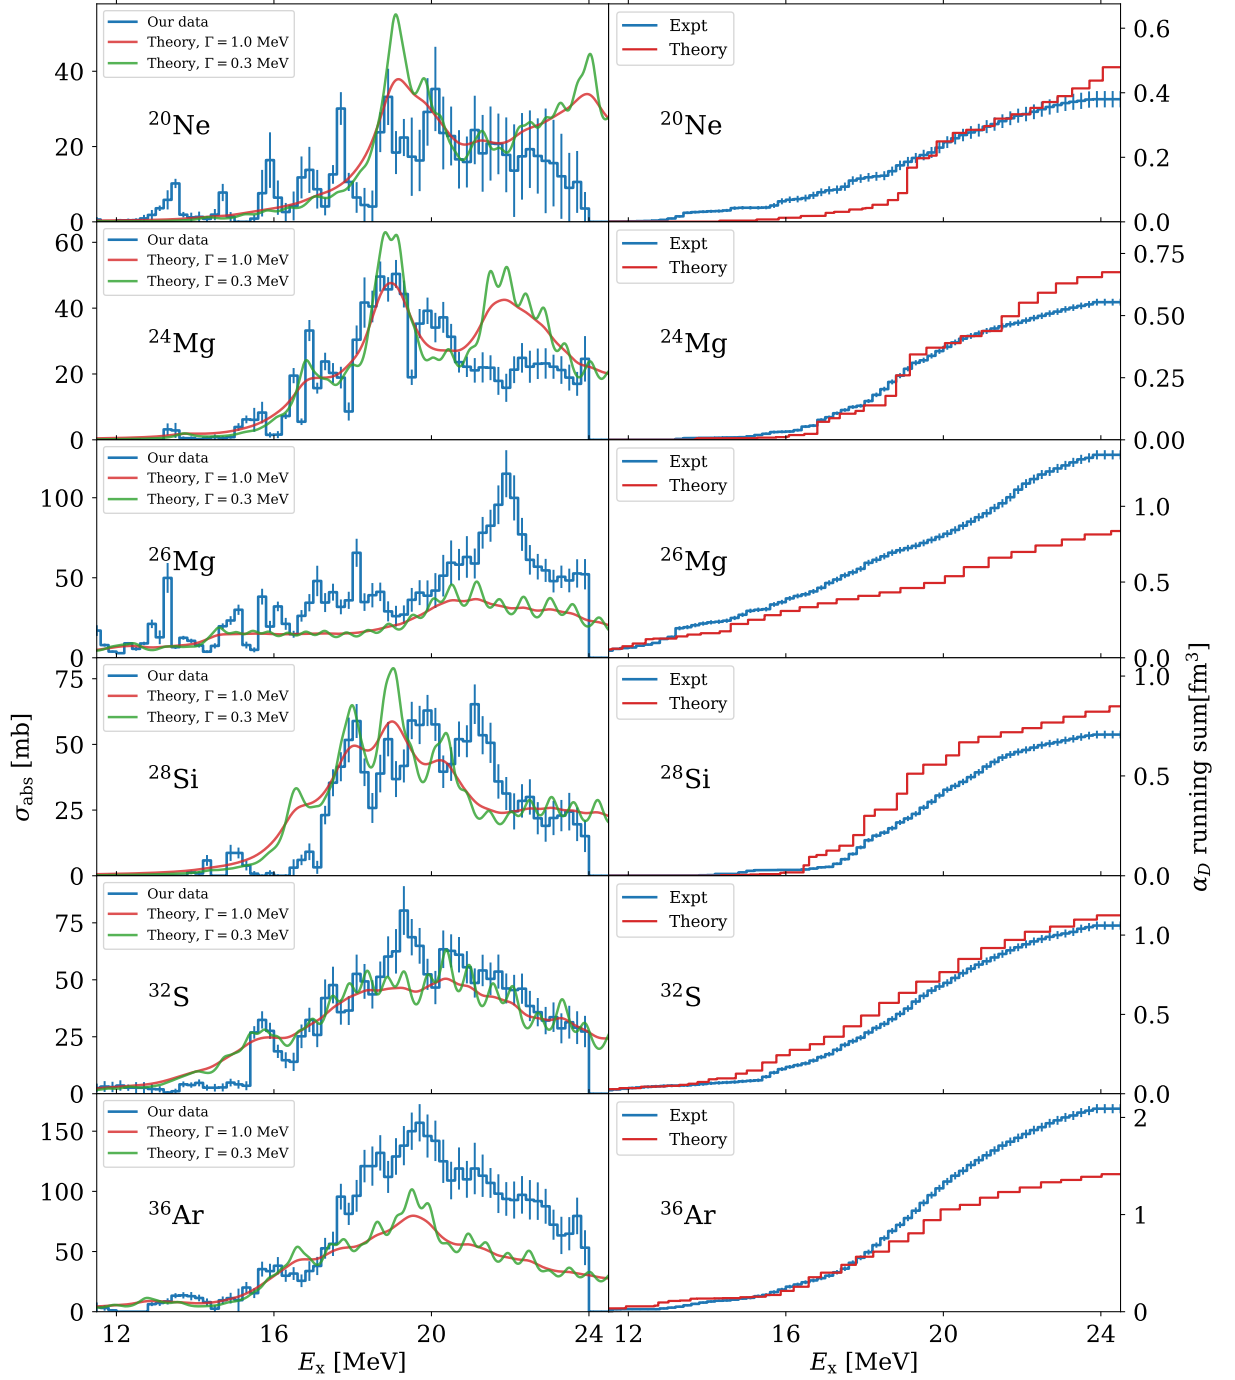 Our data
Theory, Γ = 1.0 MeV
Theory, Γ = 0.3 MeV
²⁰Ne
40
20
0
Expt
Theory
²⁰Ne
0.6
0.4
0.2
0.0
Our data
Theory, Γ = 1.0 MeV
Theory, Γ = 0.3 MeV
²⁴Mg
60
40
20
0
Expt
Theory
²⁴Mg
0.75
0.50
0.25
0.00
Our data
Theory, Γ = 1.0 MeV
Theory, Γ = 0.3 MeV
²⁶Mg
100
50
0
Expt
Theory
²⁶Mg
1.0
0.5
0.0
Our data
Theory, Γ = 1.0 MeV
Theory, Γ = 0.3 MeV
²⁸Si
75
50
25
0
σabs [mb]
Expt
Theory
²⁸Si
1.0
0.5
0.0
αD running sum[fm³]
Our data
Theory, Γ = 1.0 MeV
Theory, Γ = 0.3 MeV
³²S
75
50
25
0
Expt
Theory
³²S
1.0
0.5
0.0
Our data
Theory, Γ = 1.0 MeV
Theory, Γ = 0.3 MeV
³⁶Ar
150
100
50
0
Expt
Theory
³⁶Ar
2
1
0
12 16 20 24
Ex [MeV]
12 16 20 24
Ex [MeV]